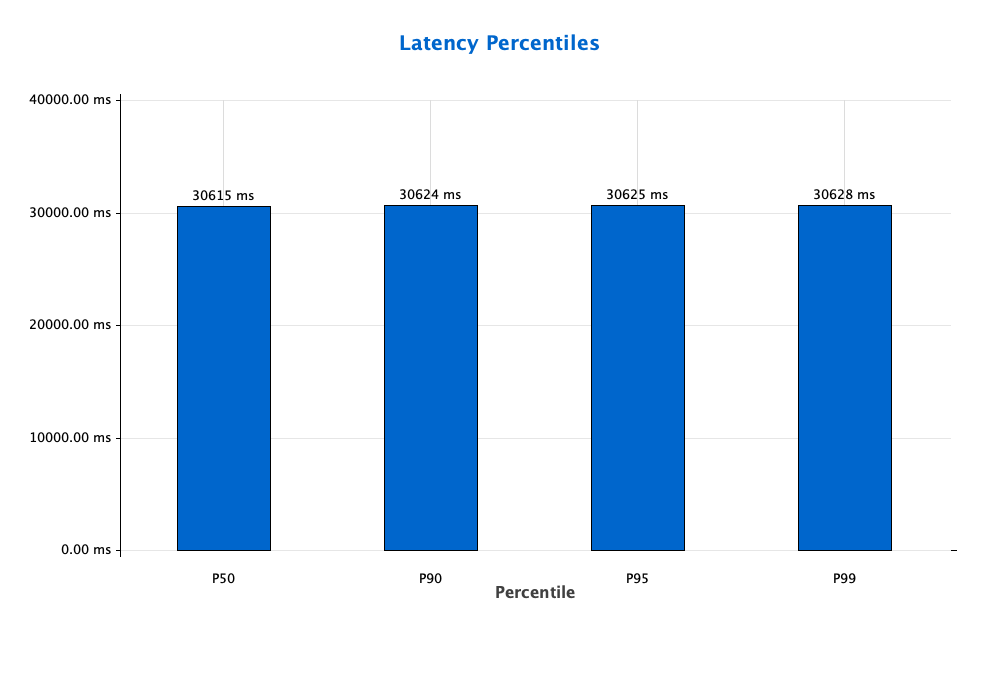 Latency Percentiles
40000.00 ms
30615 ms
30624 ms
30625 ms
30628 ms
30000.00 ms
20000.00 ms
10000.00 ms
0.00 ms
P50
P90
P95
P99
Percentile